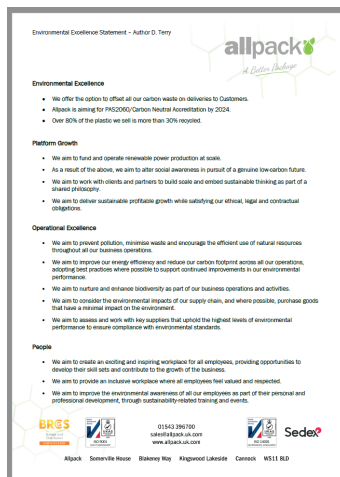 Environmental Excellence Statement – Author D. Terry
allpack
A Better Package
Environmental Excellence
• We offer the option to offset all our carbon waste on deliveries to Customers.
• Allpack is aiming for PAS2060/Carbon Neutral Accreditation by 2024.
• Over 80% of the plastic we sell is more than 30% recycled.
Platform Growth
• We aim to fund and operate renewable power production at scale.
• As a result of the above, we aim to alter social awareness in pursuit of a genuine low-carbon future.
• We aim to work with clients and partners to build scale and embed sustainable thinking as part of a
shared philosophy.
• We aim to deliver sustainable profitable growth while satisfying our ethical, legal and contractual
obligations.
Operational Excellence
• We aim to prevent pollution, minimise waste and encourage the efficient use of natural resources
throughout all our business operations.
• We aim to improve our energy efficiency and reduce our carbon footprint across all our operations,
adopting best practices where possible to support continued improvements in our environmental
performance.
• We aim to nurture and enhance biodiversity as part of our business operations and activities.
• We aim to consider the environmental impacts of our supply chain, and where possible, purchase goods
that have a minimal impact on the environment.
• We aim to assess and work with key suppliers that uphold the highest levels of environmental
performance to ensure compliance with environmental standards.
People
• We aim to create an exciting and inspiring workplace for all employees, providing opportunities to
develop their skill sets and contribute to the growth of the business.
• We aim to provide an inclusive workplace where all employees feel valued and respected.
• We aim to improve the environmental awareness of all our employees as part of their personal and
professional development, through sustainability-related training and events.
BRCGS
01543 396700
sales@allpack.uk.com
www.allpack.uk.com
Sedex
Allpack Somerville House Blakeney Way Kingswood Lakeside Cannock WS11 8LD